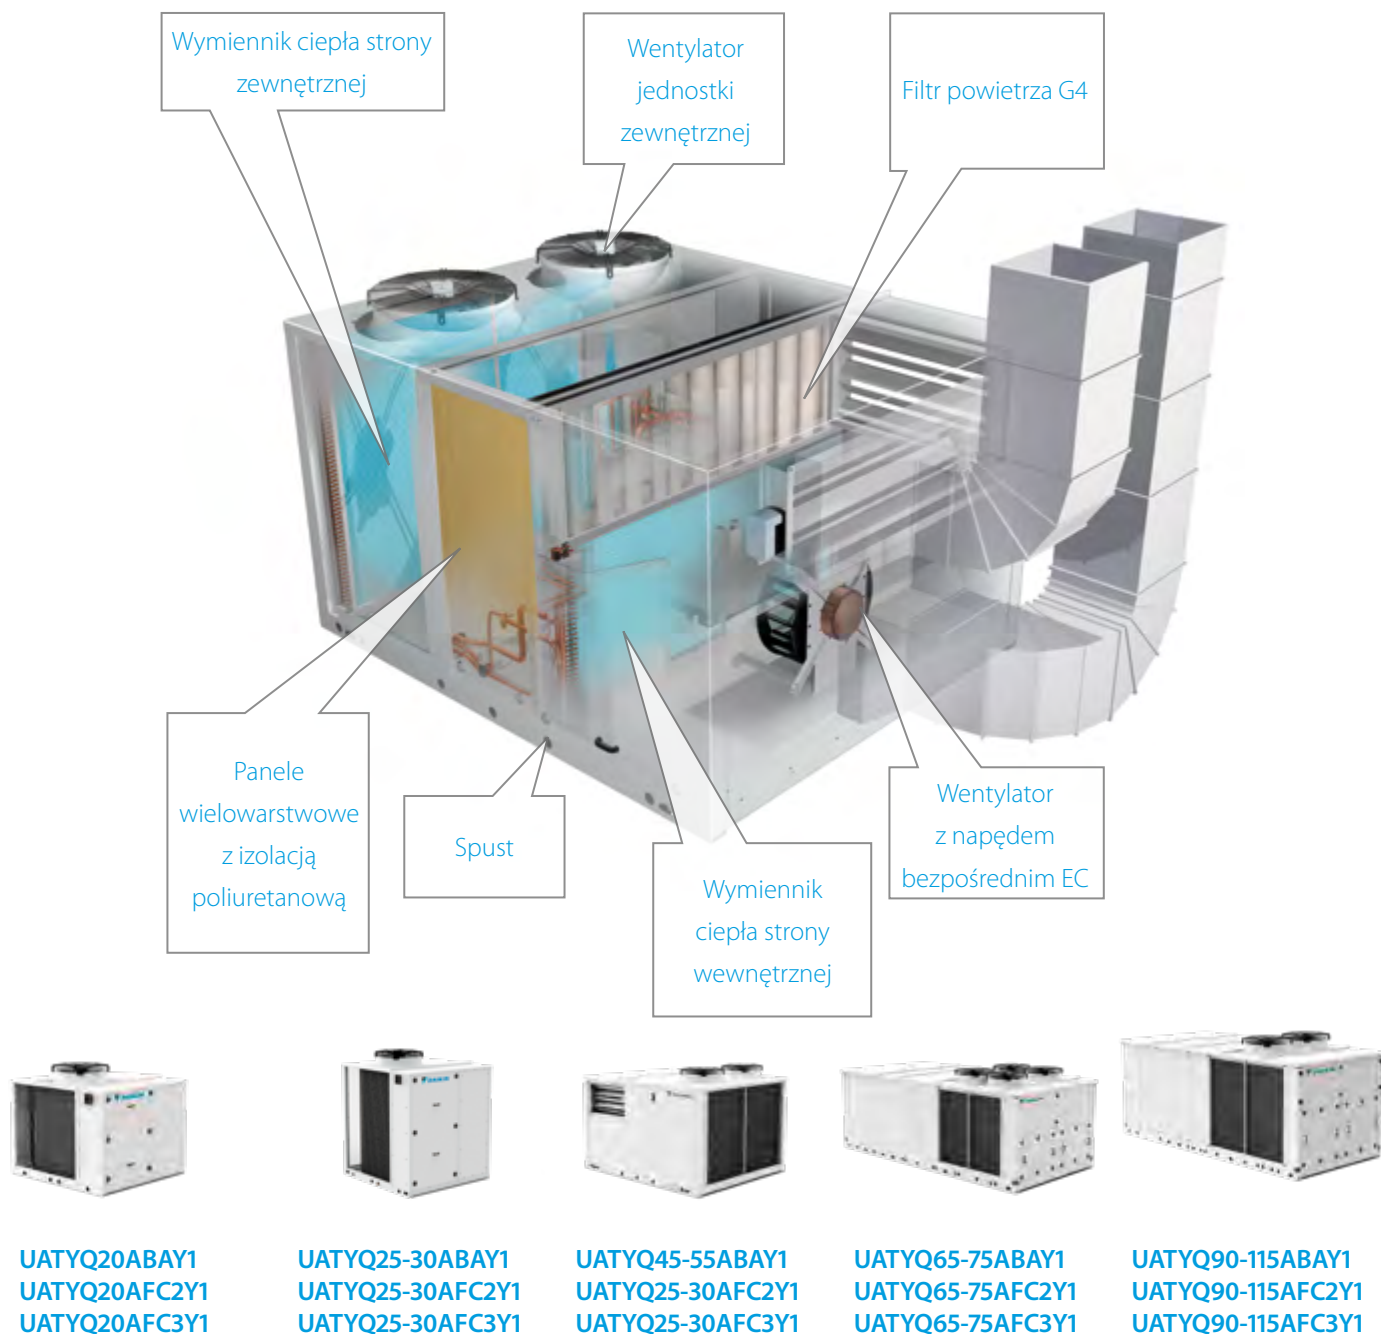 Wymiennik ciepła strony
zewnętrznej
Wentylator
jednostki
zewnętrznej
Filtr powietrza G4
Panele
wielowarstwowe
z izolacją
poliuretanową
Spust
Wymiennik
ciepła strony
wewnętrznej
Wentylator
z napędem
bezpośrednim EC
UATYQ20ABAY1
UATYQ20AFC2Y1
UATYQ20AFC3Y1
UATYQ25-30ABAY1
UATYQ25-30AFC2Y1
UATYQ25-30AFC3Y1
UATYQ45-55ABAY1
UATYQ25-30AFC2Y1
UATYQ25-30AFC3Y1
UATYQ65-75ABAY1
UATYQ65-75AFC2Y1
UATYQ65-75AFC3Y1
UATYQ90-115ABAY1
UATYQ90-115AFC2Y1
UATYQ90-115AFC3Y1